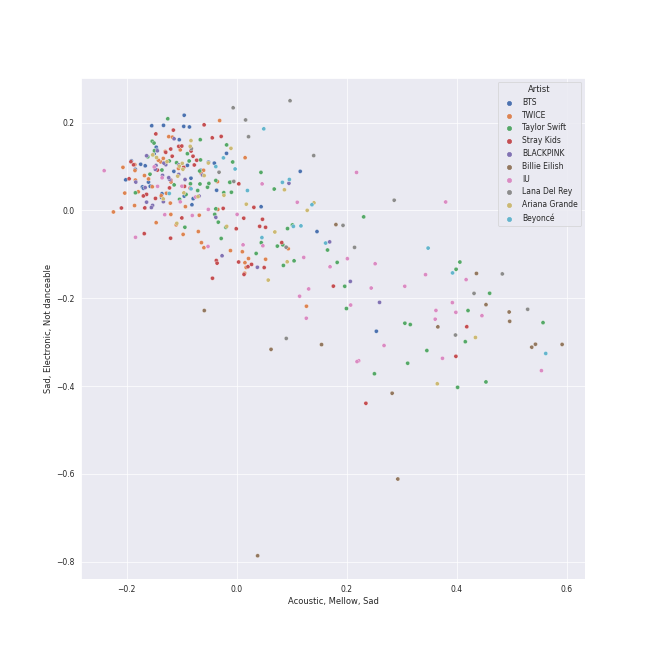 Artist
BTS
TWICE
Taylor Swift
Stray Kids
BLACKPINK
Billie Eilish
IU
Lana Del Rey
Ariana Grande
Beyoncé
0.2
0.0
−0.2
−0.4
−0.6
−0.8
Sad, Electronic, Not danceable
−0.2
0.0
0.2
0.4
0.6
Acoustic, Mellow, Sad